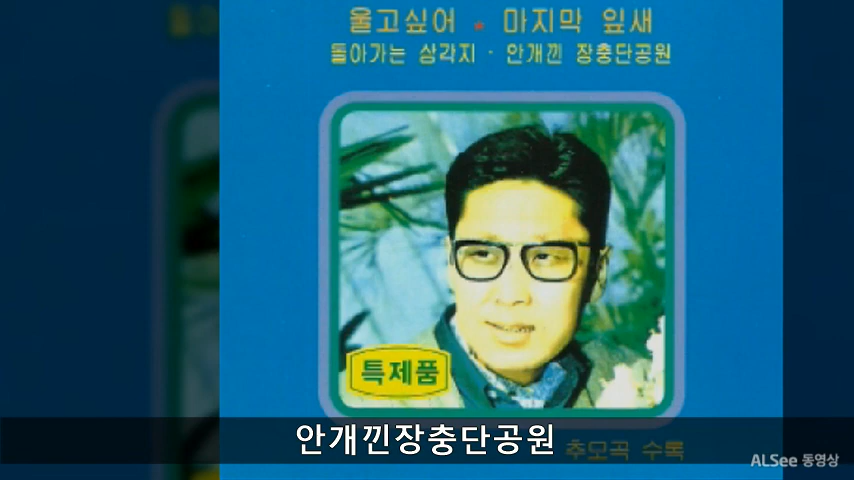 울고싶어 • 마지막 잎새
돌아가는 삼각지 · 안개낀 장충단공원
특제품
안개낀장충단공원
추모곡 수록
ALSee 동영상